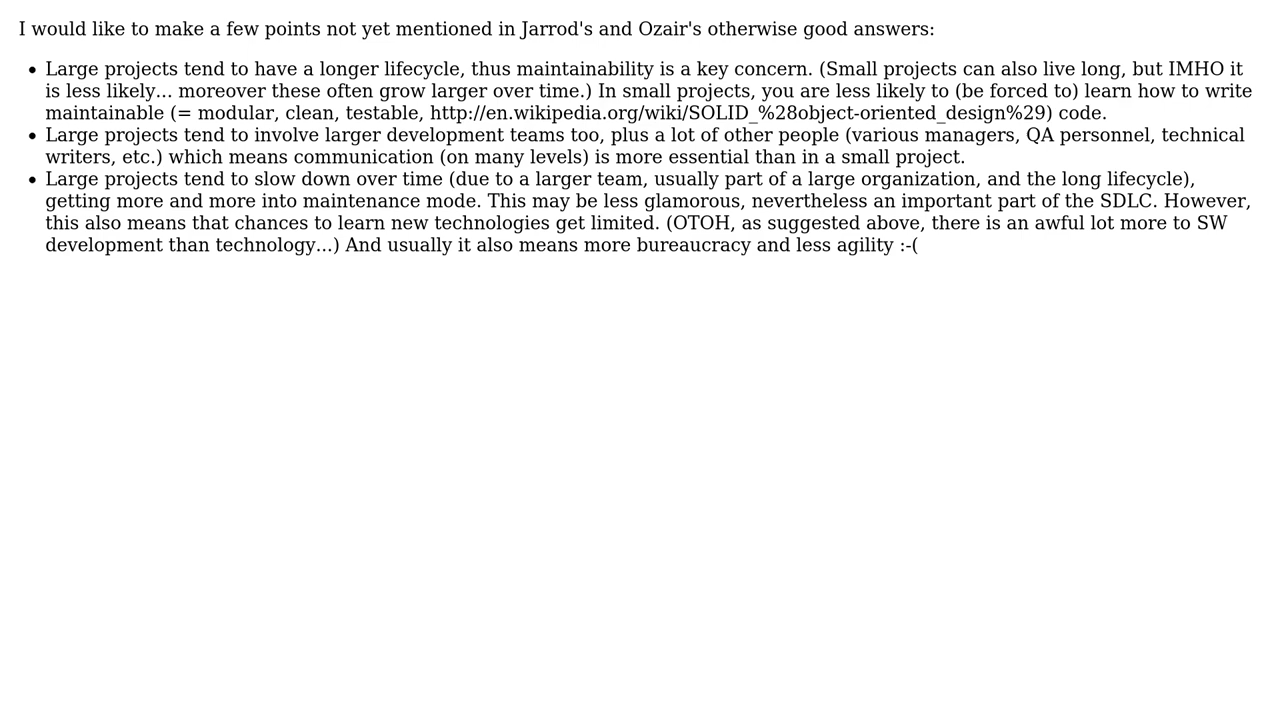 I would like to make a few points not yet mentioned in Jarrod's and Ozair's otherwise good answers:
• Large projects tend to have a longer lifecycle, thus maintainability is a key concern. (Small projects can also live long, but IMHO it
is less likely... moreover these often grow larger over time.) In small projects, you are less likely to (be forced to) learn how to write
maintainable (= modular, clean, testable, http://en.wikipedia.org/wiki/SOLID_%28object-oriented_design%29) code.
• Large projects tend to involve larger development teams too, plus a lot of other people (various managers, QA personnel, technical
writers, etc.) which means communication (on many levels) is more essential than in a small project.
• Large projects tend to slow down over time (due to a larger team, usually part of a large organization, and the long lifecycle),
getting more and more into maintenance mode. This may be less glamorous, nevertheless an important part of the SDLC. However,
this also means that chances to learn new technologies get limited. (OTOH, as suggested above, there is an awful lot more to SW
development than technology...) And usually it also means more bureaucracy and less agility :-(